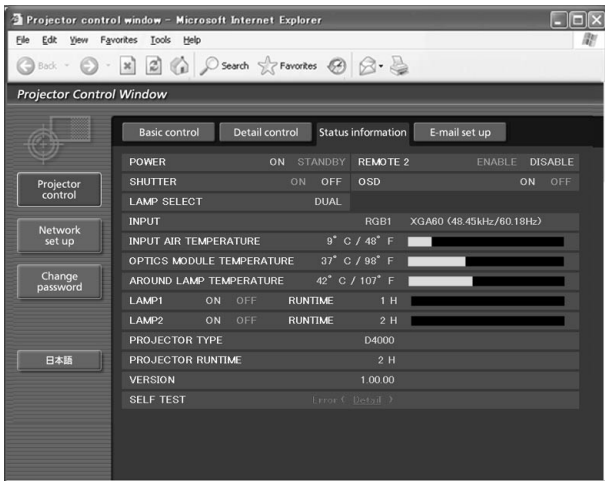 Projector control window - Microsoft Internet Explorer
File Edit View Favorites Tools Help
Back Search Favorites
Projector Control Window
Basic control Detail control Status information E-mail set up
Projector control
Network set up
Change password
日本語
POWER ON STANDBY REMOTE 2 ENABLE DISABLE
SHUTTER ON OFF OSD ON OFF
LAMP SELECT DUAL
INPUT RGB1 XGA60 (48.45kHz/60.18Hz)
INPUT AIR TEMPERATURE 9° C / 48° F
OPTICS MODULE TEMPERATURE 37° C / 98° F
AROUND LAMP TEMPERATURE 42° C / 107° F
LAMP1 ON OFF RUNTIME 1 H
LAMP2 ON OFF RUNTIME 2 H
PROJECTOR TYPE D4000
PROJECTOR RUNTIME 2 H
VERSION 1.00.00
SELF TEST Error ( Detail )